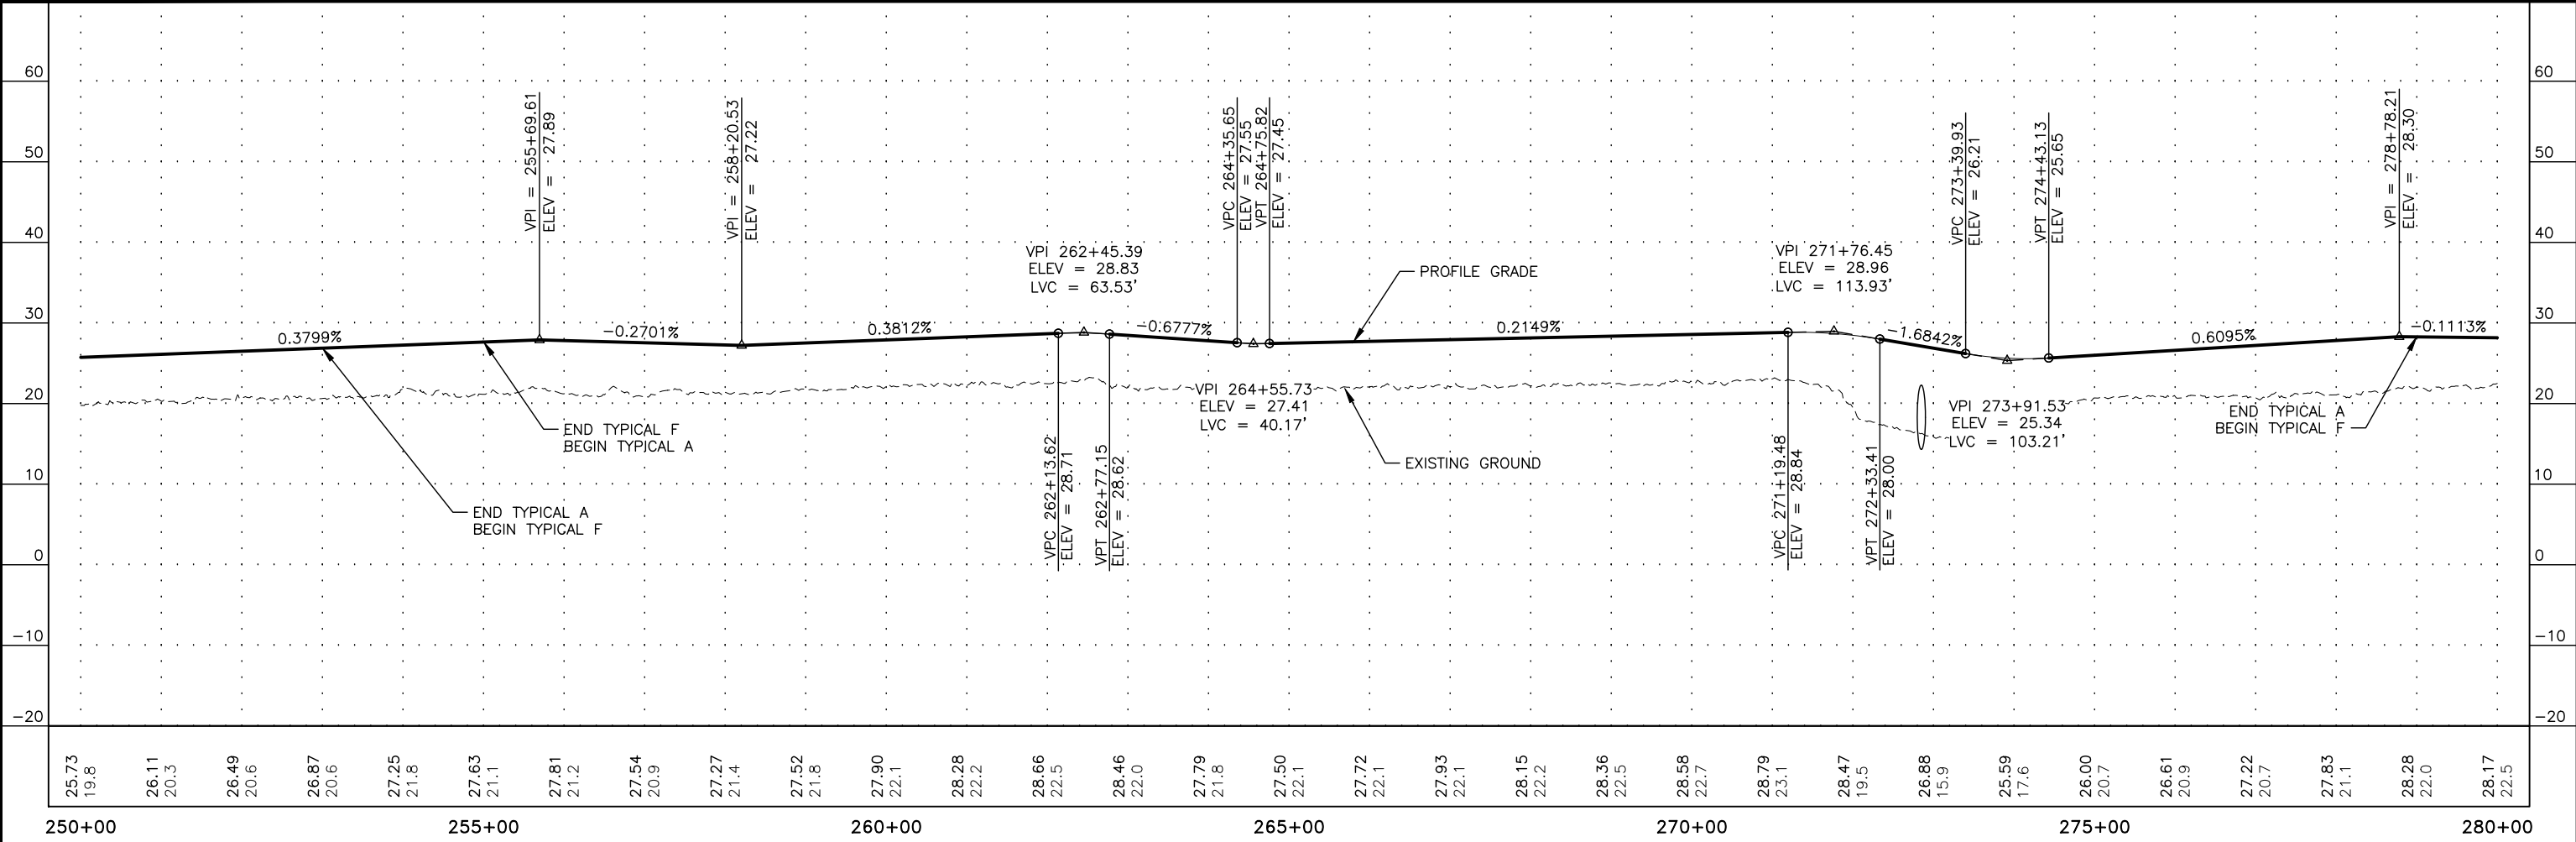 60
60
50
50
40
40
30
30
20
20
10
10
0
0
-10
-10
-20
-20
VPI = 255+69.61
ELEV = 27.89
VPI = 258+20.53
ELEV = 27.22
VPC 264+35.65
ELEV = 27.55
VPT 264+75.82
ELEV = 27.45
VPC 273+39.93
ELEV = 26.21
VPT 274+43.13
ELEV = 25.65
VPI = 278+78.21
ELEV = 28.30
VPI 262+45.39
ELEV = 28.83
LVC = 63.53'
PROFILE GRADE
VPI 271+76.45
ELEV = 28.96
LVC = 113.93'
0.3799%
-0.2701%
0.3812%
-0.6777%
0.2149%
-1.6842%
0.6095%
-0.1113%
VPI 264+55.73
ELEV = 27.41
LVC = 40.17'
VPI 273+91.53
ELEV = 25.34
LVC = 103.21'
END TYPICAL A
BEGIN TYPICAL F
END TYPICAL F
BEGIN TYPICAL A
EXISTING GROUND
END TYPICAL A
BEGIN TYPICAL F
VPC 262+13.62
ELEV = 28.71
VPT 262+77.15
ELEV = 28.62
VPC 271+19.48
ELEV = 28.84
VPT 272+33.41
ELEV = 28.00
25.73
19.8
26.11
20.3
26.49
20.6
26.87
20.6
27.25
21.8
27.63
21.1
27.81
21.2
27.54
20.9
27.27
21.4
27.52
21.8
27.90
22.1
28.28
22.2
28.66
22.5
28.46
22.0
27.79
21.8
27.50
22.1
27.72
22.1
27.93
22.1
28.15
22.2
28.36
22.5
28.58
22.7
28.79
23.1
28.47
19.5
26.88
15.9
25.59
17.6
26.00
20.7
26.61
20.9
27.22
20.7
27.83
21.1
28.28
22.0
28.17
22.5
250+00
255+00
260+00
265+00
270+00
275+00
280+00